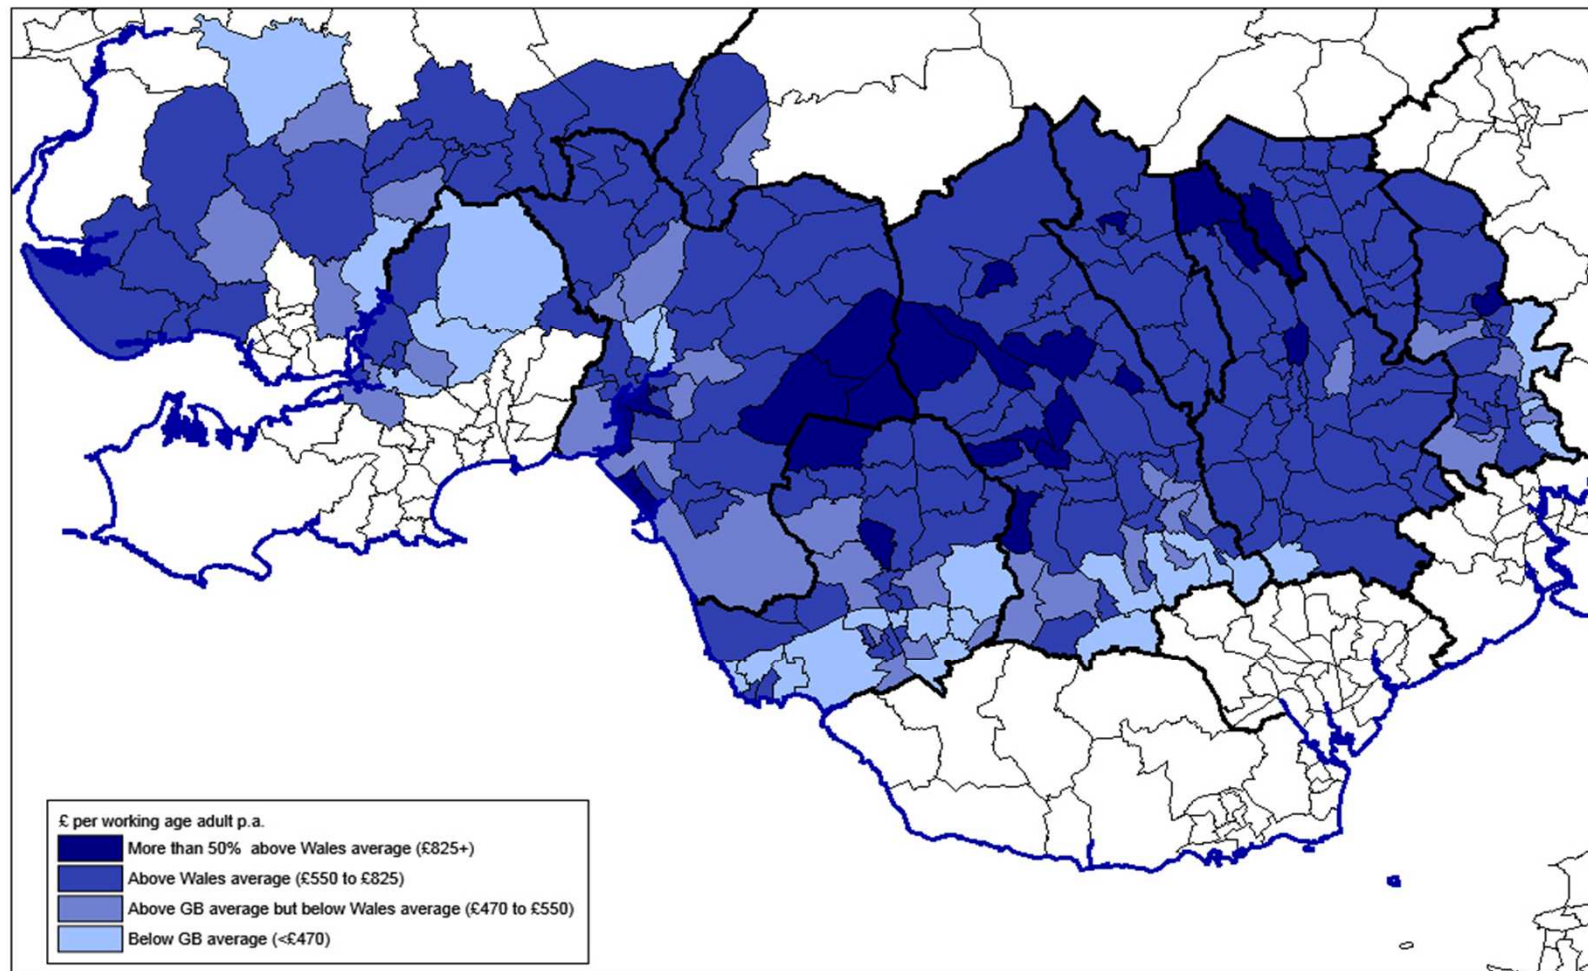 £ per working age adult p.a.
More than 50% above Wales average (£825+)
Above Wales average (£550 to £825)
Above GB average but below Wales average (£470 to £550)
Below GB average (<£470)